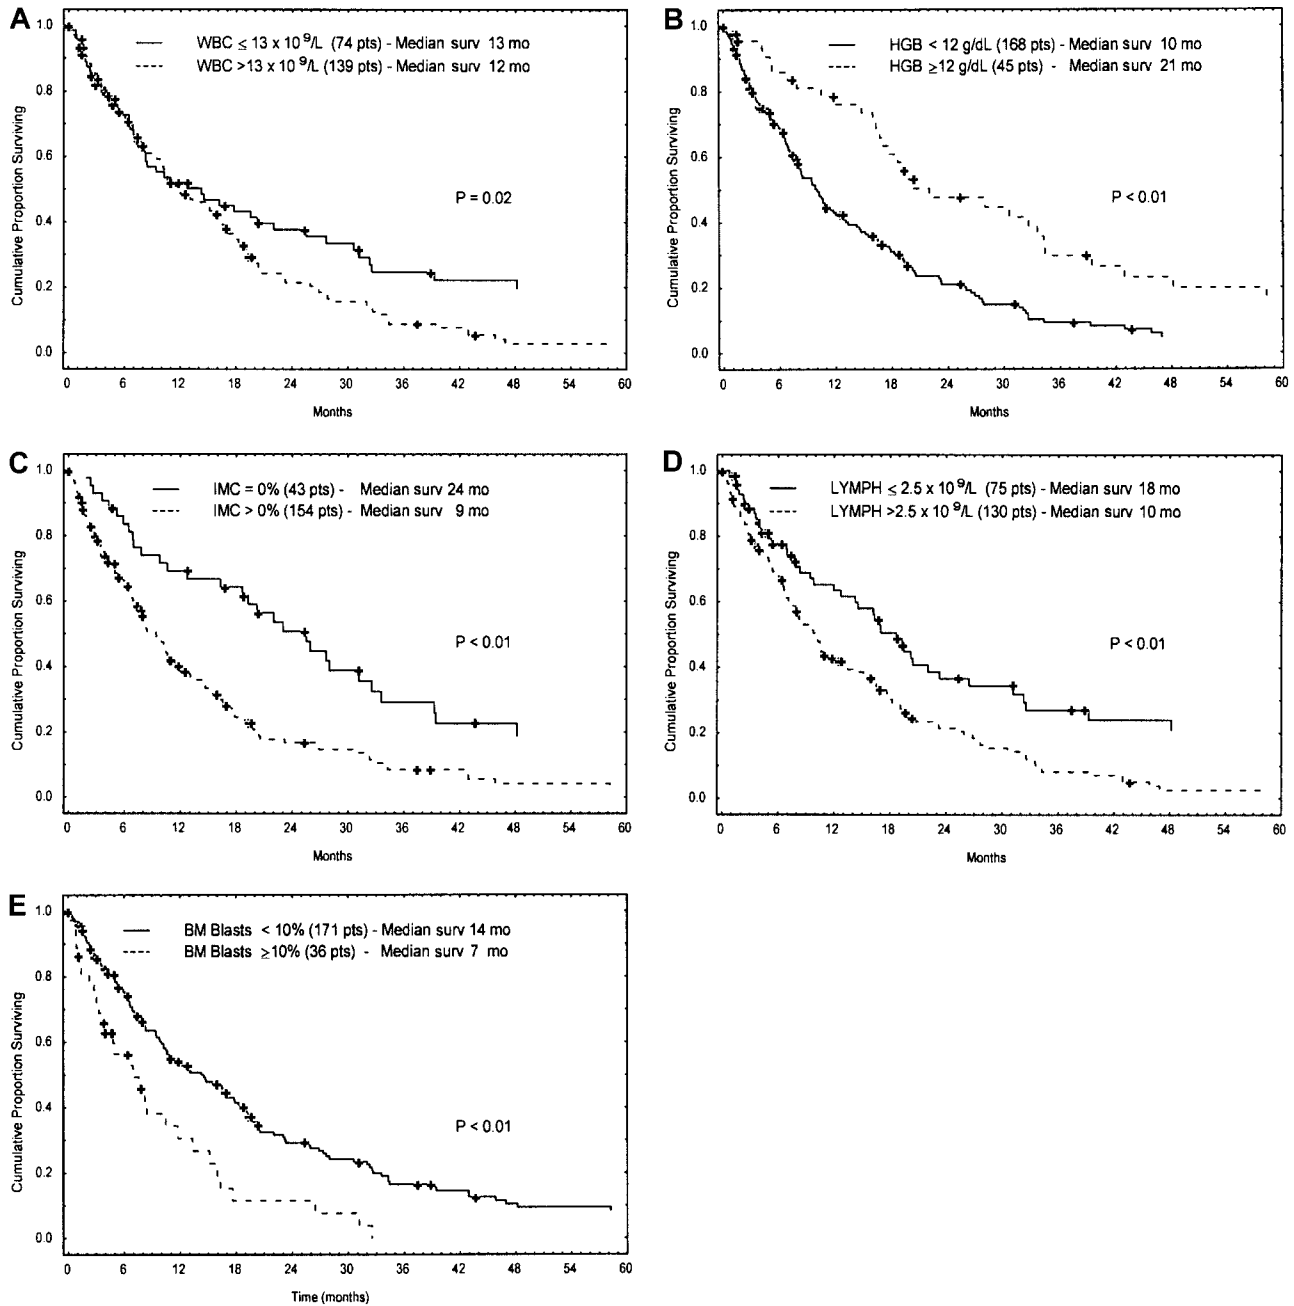 A
WBC ≤ 13 x 10 9/L (74 pts) - Median surv 13 mo
WBC >13 x 10 9/L (139 pts) - Median surv 12 mo
P = 0.02
Cumulative Proportion Surviving
1.0
0.8
0.6
0.4
0.2
0.0
0 6 12 18 24 30 36 42 48 54 60
Months
B
HGB < 12 g/dL (168 pts) - Median surv 10 mo
HGB ≥12 g/dL (45 pts) - Median surv 21 mo
P < 0.01
Cumulative Proportion Surviving
1.0
0.8
0.6
0.4
0.2
0.0
0 6 12 18 24 30 36 42 48 54 60
Months
C
IMC = 0% (43 pts) - Median surv 24 mo
IMC > 0% (154 pts) - Median surv 9 mo
P < 0.01
Cumulative Proportion Surviving
1.0
0.8
0.6
0.4
0.2
0.0
0 6 12 18 24 30 36 42 48 54 60
Months
D
LYMPH ≤ 2.5 x 10 9/L (75 pts) - Median surv 18 mo
LYMPH >2.5 x 10 9/L (130 pts) - Median surv 10 mo
P < 0.01
Cumulative Proportion Surviving
1.0
0.8
0.6
0.4
0.2
0.0
0 6 12 18 24 30 36 42 48 54 60
Months
E
BM Blasts < 10% (171 pts) - Median surv 14 mo
BM Blasts ≥10% (36 pts) - Median surv 7 mo
P < 0.01
Cumulative Proportion Surviving
1.0
0.8
0.6
0.4
0.2
0.0
0 6 12 18 24 30 36 42 48 54 60
Time (months)